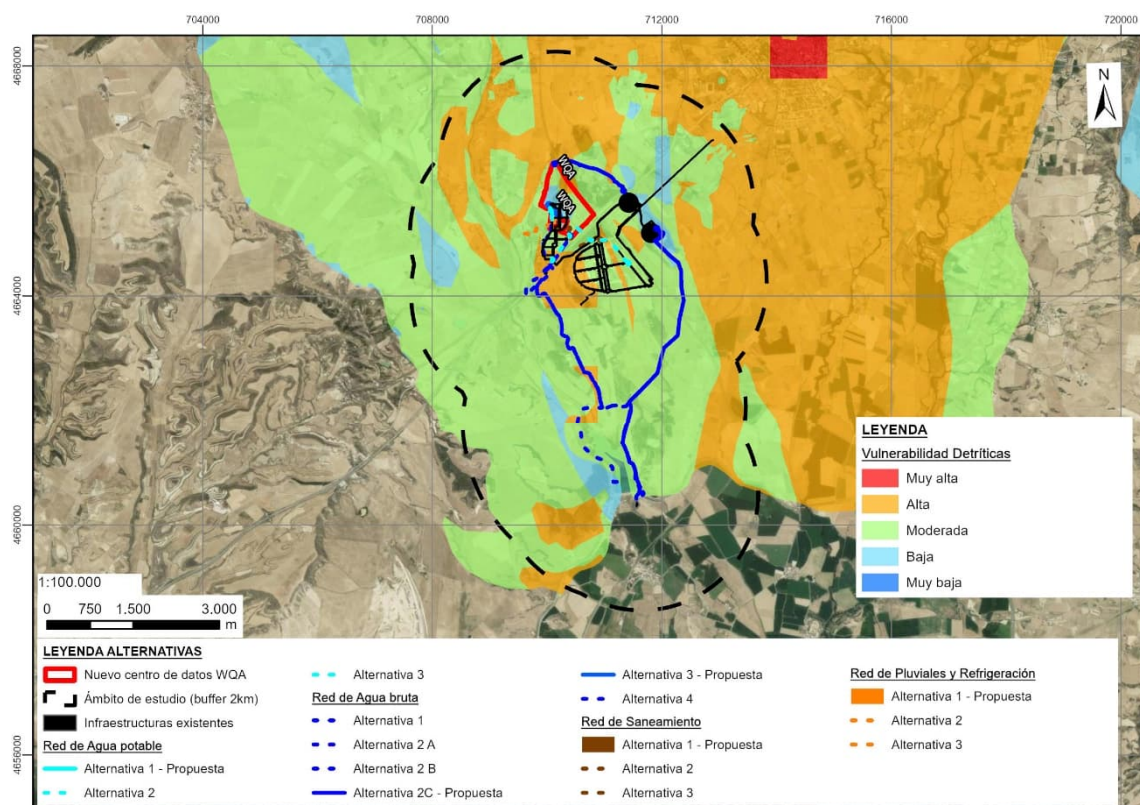 704000
708000
712000
716000
720000
4668000
4664000
4660000
4656000
N
WQA
WQA
LEYENDA
Vulnerabilidad Detríticas
Muy alta
Alta
Moderada
Baja
Muy baja
1:100.000
0 750 1.500 3.000
m
LEYENDA ALTERNATIVAS
Nuevo centro de datos WQA
Ámbito de estudio (buffer 2km)
Infraestructuras existentes
Red de Agua potable
Alternativa 1 - Propuesta
Alternativa 2
Alternativa 3
Red de Agua bruta
Alternativa 1
Alternativa 2 A
Alternativa 2 B
Alternativa 2C - Propuesta
Alternativa 3 - Propuesta
Alternativa 4
Red de Saneamiento
Alternativa 1 - Propuesta
Alternativa 2
Alternativa 3
Red de Pluviales y Refrigeración
Alternativa 1 - Propuesta
Alternativa 2
Alternativa 3